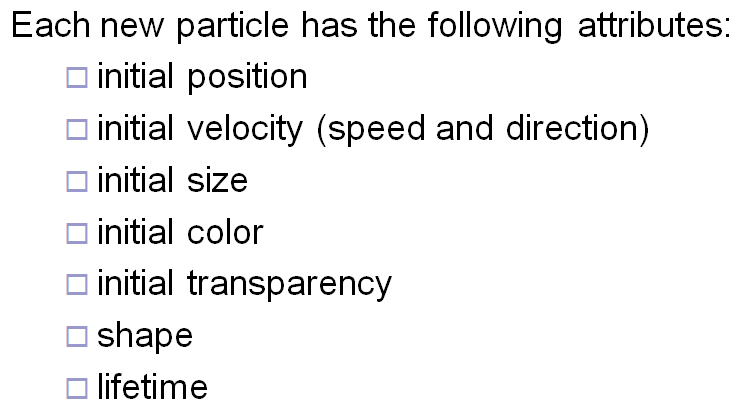 Each new particle has the following attributes:
initial position
initial velocity (speed and direction)
initial size
initial color
initial transparency
shape
lifetime